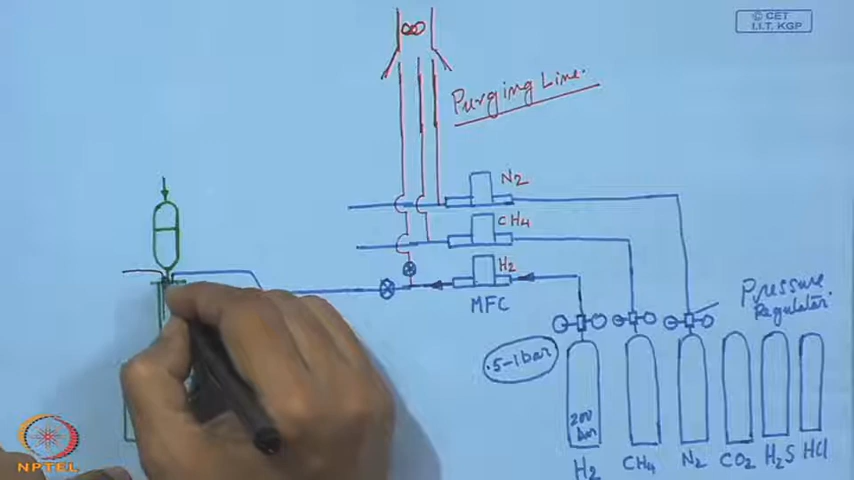 © CET
I.I.T. KGP
Purging Line.
N2
CH4
H2
MFC
Pressure
Regulator
.5-1bar
200
Atm
H2
CH4
N2
CO2
H2S
HCl
NPTEL